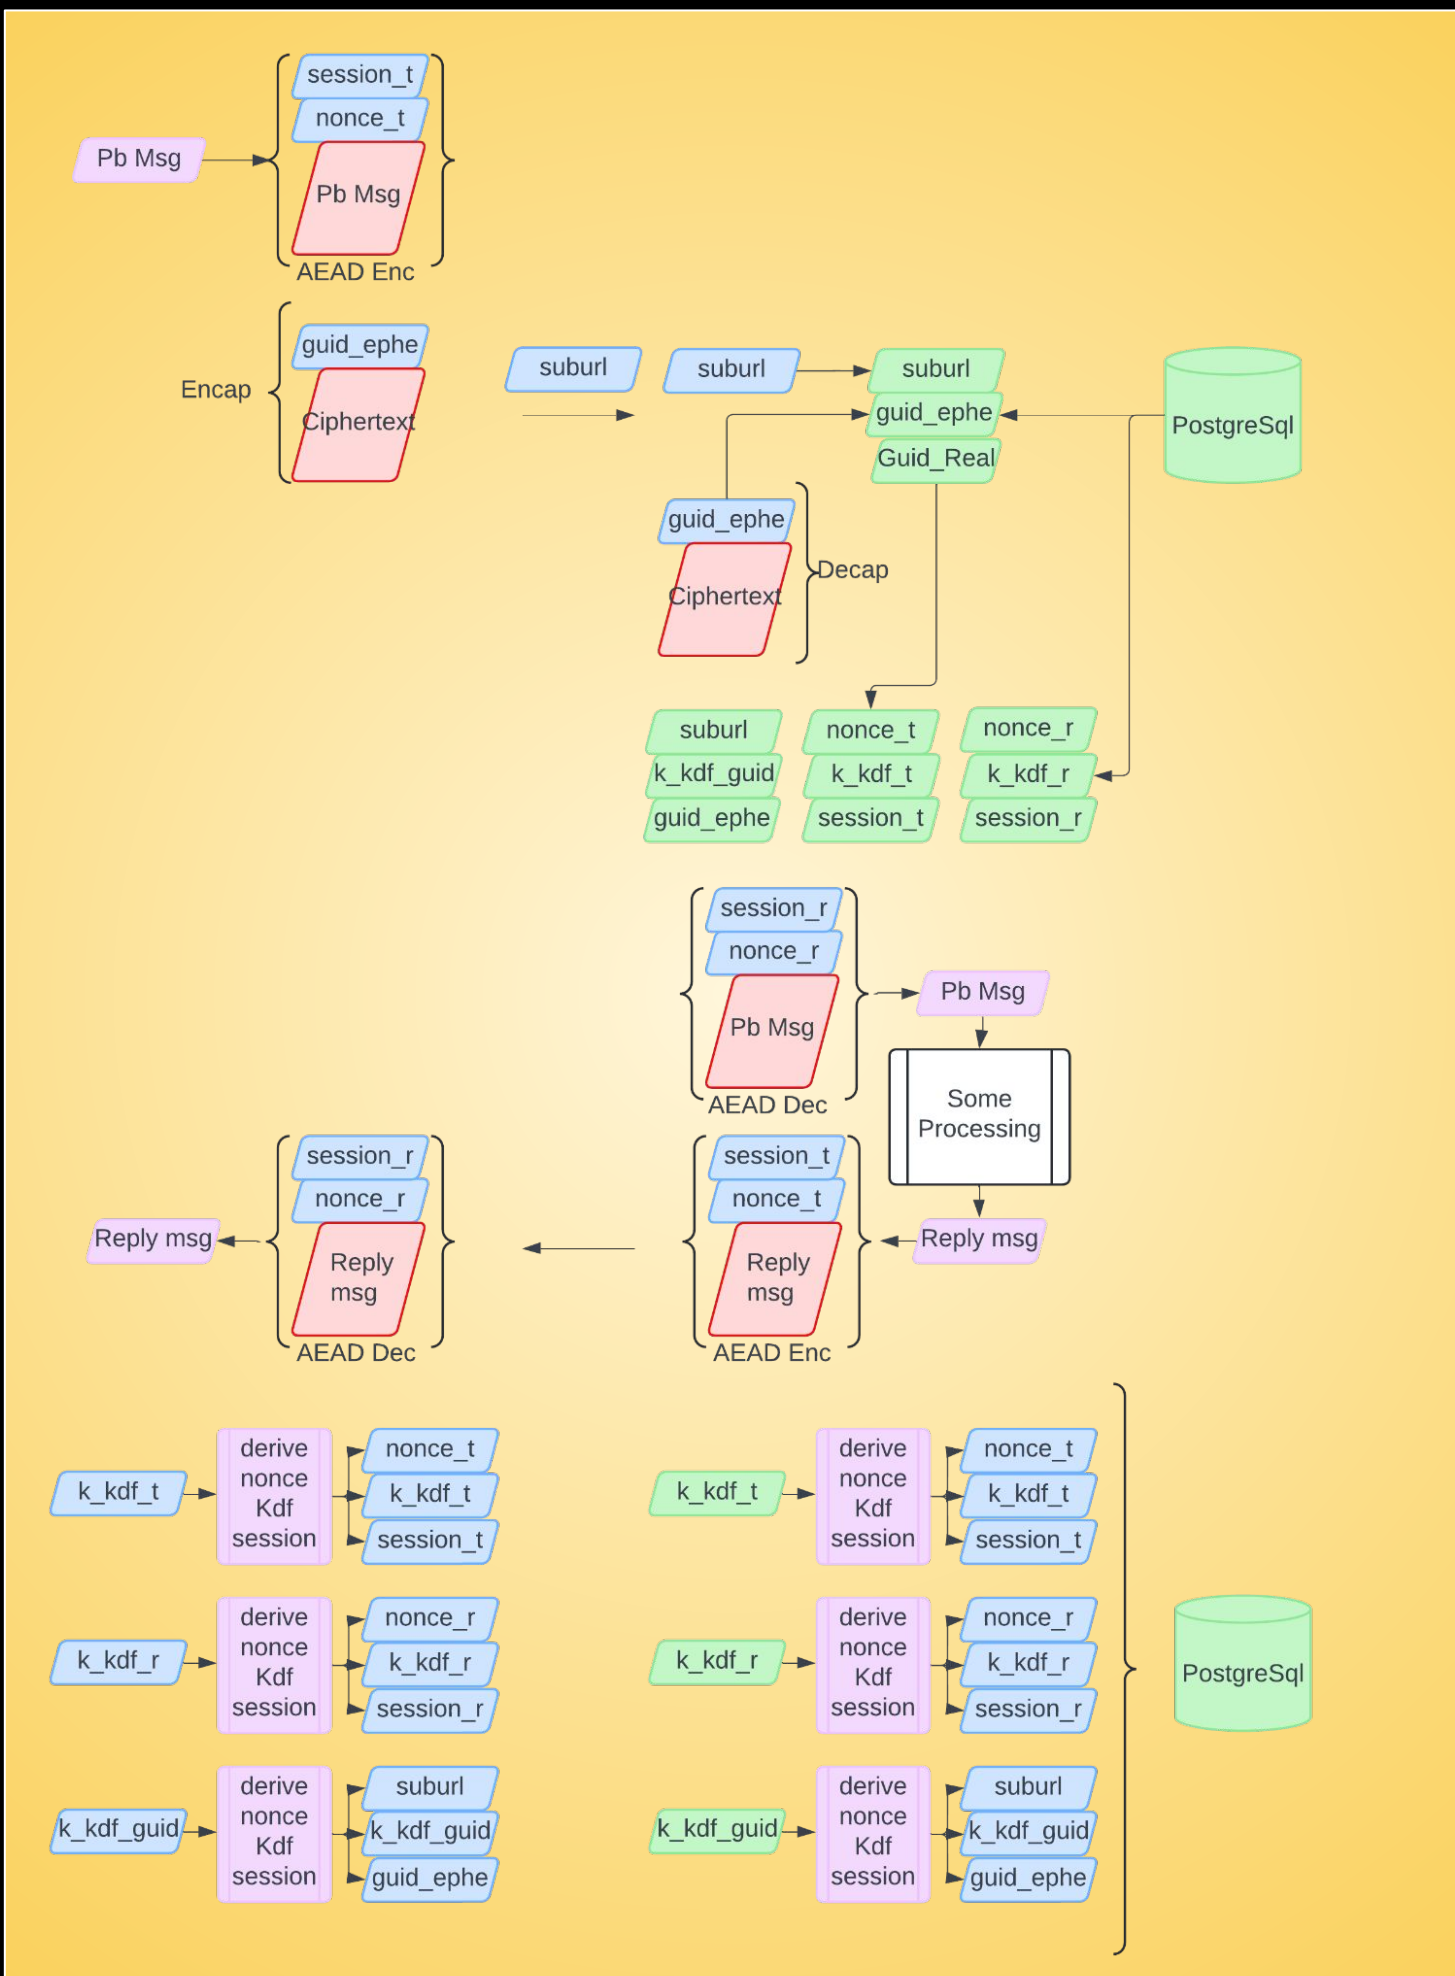 session_t
nonce_t
Pb Msg
Pb Msg
AEAD Enc
Encap
guid_ephe
Ciphertext
suburl
suburl
suburl
guid_ephe
Guid_Real
PostgreSql
guid_ephe
Ciphertext
Decap
suburl
k_kdf_guid
guid_ephe
nonce_t
k_kdf_t
session_t
nonce_r
k_kdf_r
session_r
session_r
nonce_r
Pb Msg
AEAD Dec
Pb Msg
Some
Processing
Reply msg
session_t
nonce_t
Reply
msg
AEAD Enc
session_r
nonce_r
Reply
msg
AEAD Dec
Reply msg
k_kdf_t
derive
nonce
Kdf
session
nonce_t
k_kdf_t
session_t
k_kdf_t
derive
nonce
Kdf
session
nonce_t
k_kdf_t
session_t
k_kdf_r
derive
nonce
Kdf
session
nonce_r
k_kdf_r
session_r
k_kdf_r
derive
nonce
Kdf
session
nonce_r
k_kdf_r
session_r
PostgreSql
k_kdf_guid
derive
nonce
Kdf
session
suburl
k_kdf_guid
guid_ephe
k_kdf_guid
derive
nonce
Kdf
session
suburl
k_kdf_guid
guid_ephe